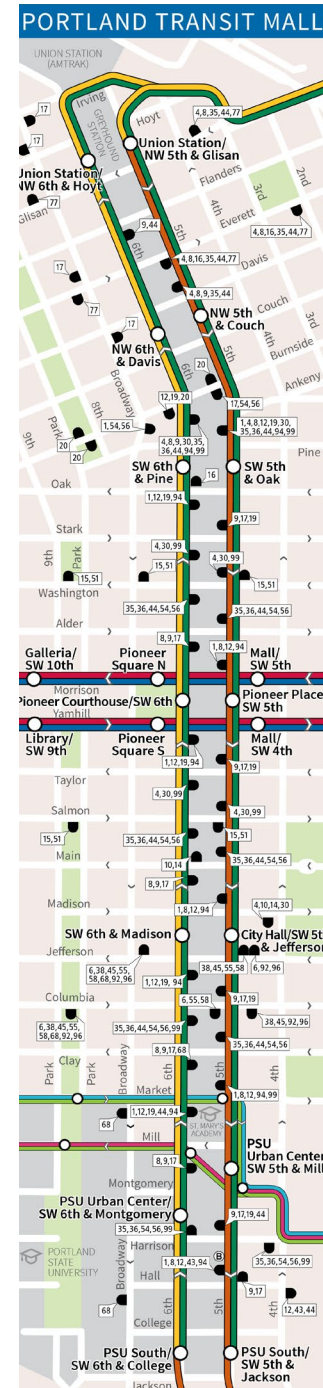 PORTLAND TRANSIT MALL
UNION STATION
(AMTRAK)
Irving
GREYHOUND
STATION
Hoyt
17
4,8,35,44,77
17
Union Station/
NW 5th & Glisan
Union Station/
NW 6th & Hoyt
Flanders
3rd
2nd
77
Glisan
4th
Everett
9,44
6th
5th
4,8,16,35,44,77
4,8,16,35,44,77
Davis
17
4,8,9,35,44
77
Couch
NW 5th
& Couch
4th
3rd
17
NW 6th
& Davis
Burnside
5th
Broadway
20
6th
Ankeny
8th
12,19,20
17,54,56
Park
1,54,56
1,4,8,12,19,30,
35,36,44,94,99
9th
20
20
4,8,9,30,35,
36,44,94,99
Pine
SW 6th
& Pine
SW 5th
& Oak
16
Oak
1,12,19,94
9,17,19
Stark
4,30,99
4,30,99
9th
Park
15,51
15,51
15,51
Washington
35,36,44,54,56
35,36,44,54,56
Alder
8,9,17
1,8,12,94
Galleria/
SW 10th
Pioneer
Square N
Mall/
SW 5th
Morrison
Pioneer Courthouse/SW 6th
Pioneer Place/
SW 5th
Yamhill
Library/
SW 9th
Pioneer
Square S
Mall/
SW 4th
1,12,19,94
9,17,19
Taylor
4,30,99
Salmon
4,30,99
15,51
35,36,44,54,56
15,51
Main
10,14
35,36,44,54,56
8,9,17
Madison
1,8,12,94
4,10,14,30
SW 6th & Madison
City Hall/SW 5th
& Jefferson
Jefferson
6,38,45,55,
58,68,92,96
38,45,55,58
6,92,96
1,12,19, 94
9,17,19
Columbia
6,55,58
6,38,45,55,
58,68,92,96
35,36,44,54,56,99
38,45,92,96
35,36,44,54,56
Clay
8,9,17,68
Park
Park
Broadway
6th
5th
4th
Market
1,8,12,94,99
1,12,19,44,94
68
ST. MARY'S
ACADEMY
Mill
PSU
Urban Center/
SW 5th & Mill
8,9,17
Montgomery
PSU Urban Center/
SW 6th & Montgomery
9,17,19,44
35,36,54,56,99
Harrison
PORTLAND
STATE
UNIVERSITY
Broadway
B
35,36,54,56,99
1,8,12,43,94
Hall
9,17
68
6th
5th
4th
12,43,44
College
PSU South/
SW 6th & College
PSU South/
SW 5th &
Jackson
Jackson